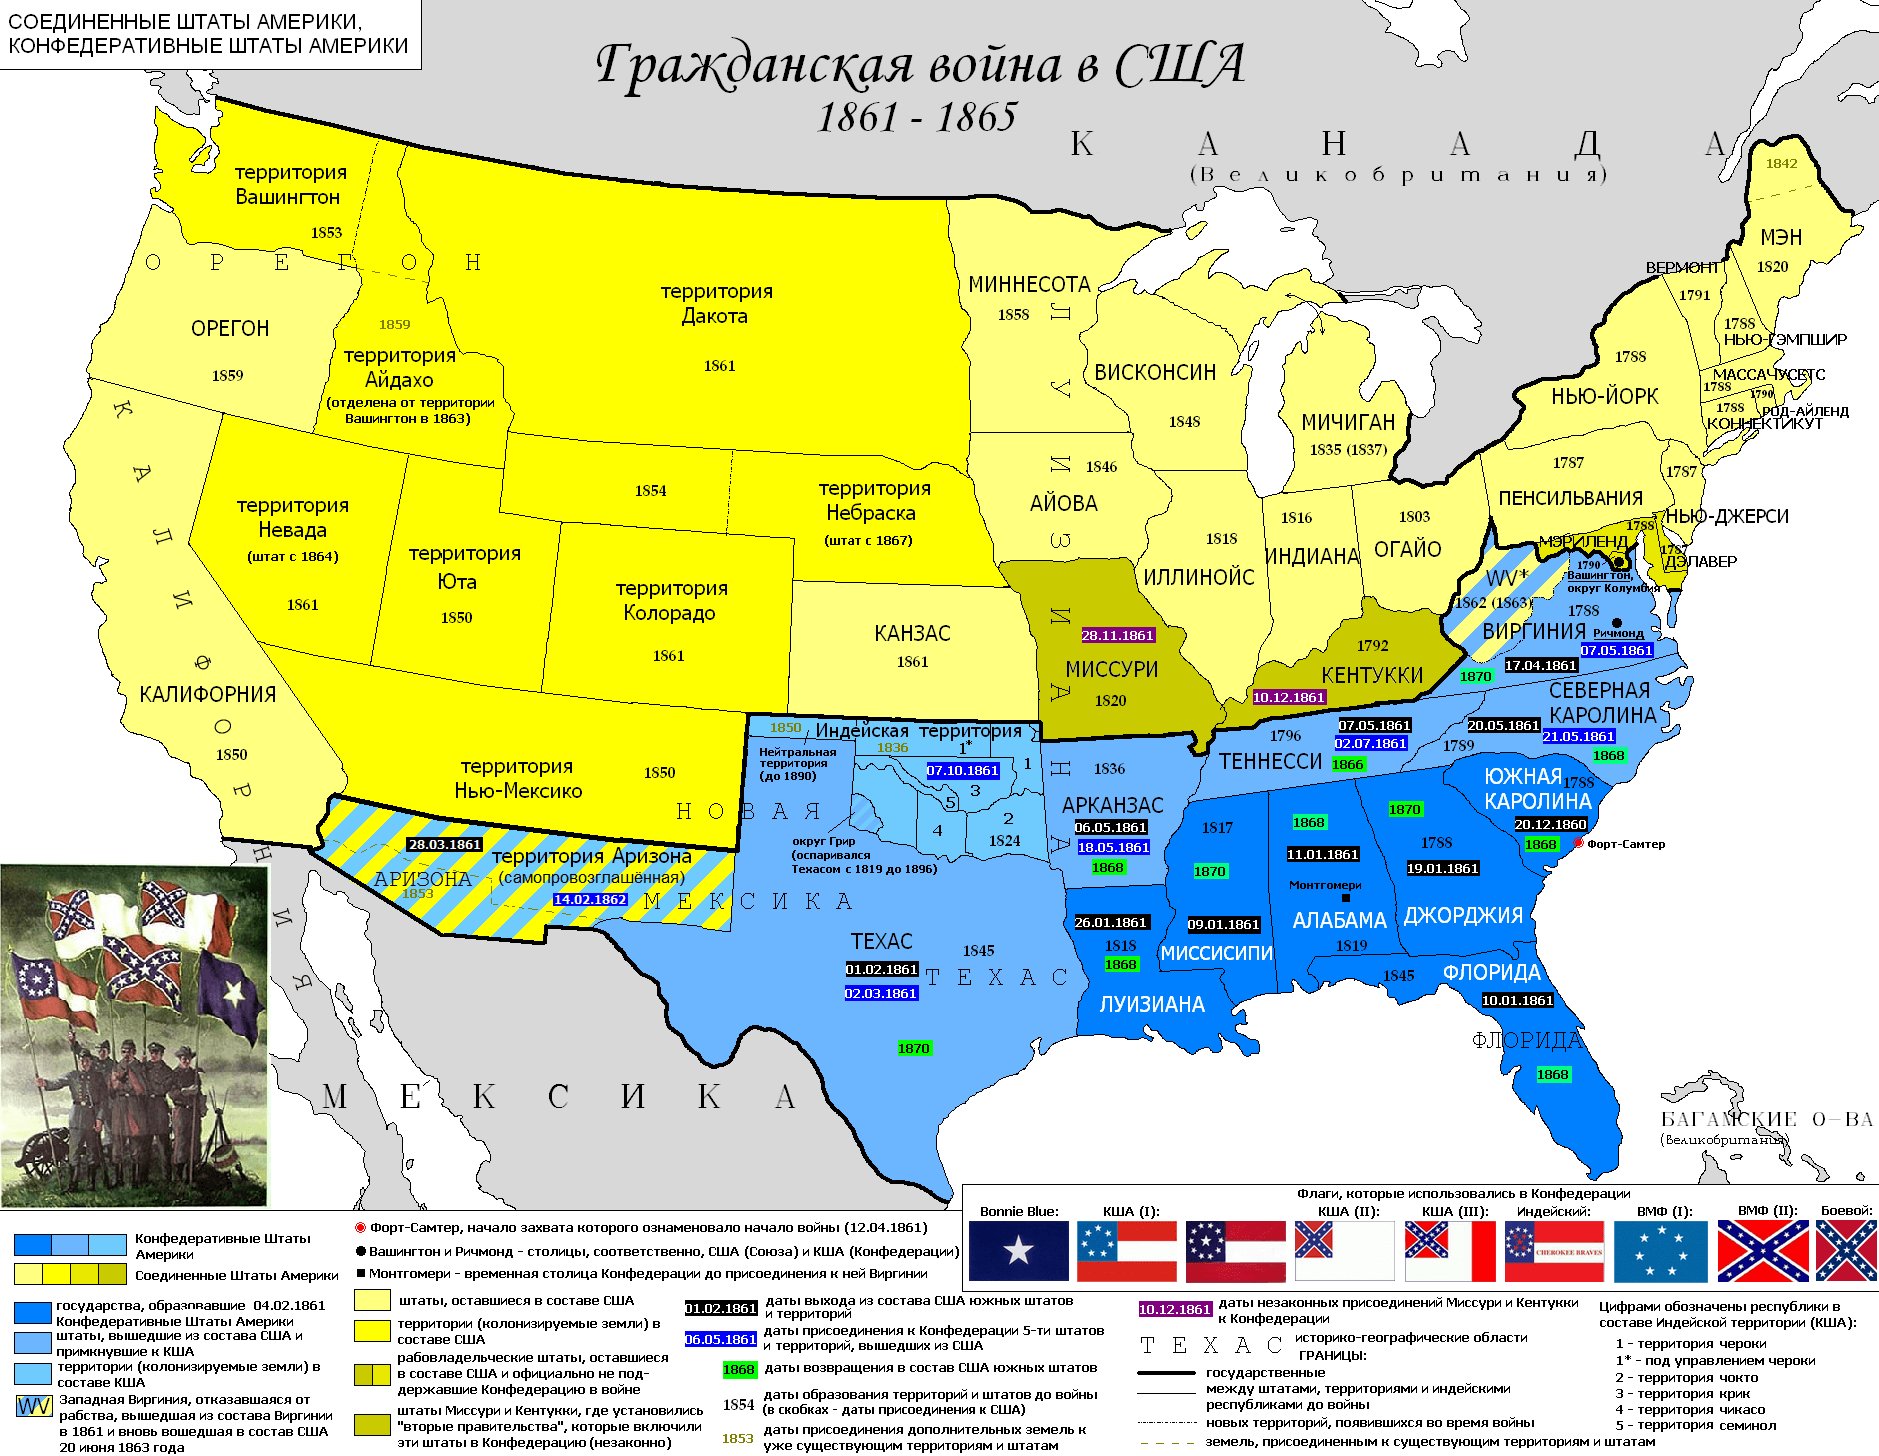 СОЕДИНЕННЫЕ ШТАТЫ АМЕРИКИ,
КОНФЕДЕРАТИВНЫЕ ШТАТЫ АМЕРИКИ
Гражданская война в США
1861 - 1865
КАНАДА
(Великобритания)
территория
Вашингтон
1853
ОРЕГОН
ОРЕГОН
1859
1859
территория
Айдахо
(отделена от территории
Вашингтон в 1863)
территория
Дакота
1861
МИННЕСОТА
1858
ЛУИЗИАНА
ВИСКОНСИН
1848
МИЧИГАН
1835 (1837)
1842
МЭН
1820
ВЕРМОНТ
1791
1788
НЬЮ-ГЭМПШИР
1788
НЬЮ-ЙОРК
МАССАЧУСЕТС
1788
1790
РОД-АЙЛЕНД
1788
КОННЕКТИКУТ
КАЛИФОРНИЯ
территория
Невада
(штат с 1864)
1861
территория
Юта
1850
1854
территория
Небраска
(штат с 1867)
территория
Колорадо
1861
КАНЗАС
1861
1846
АЙОВА
1818
ИЛЛИНОЙС
1816
ИНДИАНА
1803
ОГАЙО
1787
ПЕНСИЛЬВАНИЯ
1787
НЬЮ-ДЖЕРСИ
1788
МЭРИЛЕНД
1787
ДЭЛАВЕР
1790
Вашингтон,
округ Колумбия
WV*
1862 (1863)
1788
ВИРГИНИЯ
Ричмонд
07.05.1861
17.04.1861
1870
28.11.1861
МИССУРИ
1820
1792
КЕНТУККИ
10.12.1861
КАЛИФОРНИЯ
1850
территория
Нью-Мексико
1850
НОВАЯ
МЕКСИКА
28.03.1861
территория Аризона
(самопровозглашённая)
АРИЗОНА
1853
14.02.1862
1850
Индейская территория
1836
1*
1
Нейтральная
территория
(до 1890)
07.10.1861
3
5
2
4
1824
округ Грир
(оспаривался
Техасом с 1819 до 1896)
1836
АРКАНЗАС
06.05.1861
18.05.1861
1868
1796
ТЕННЕССИ
07.05.1861
02.07.1861
1866
СЕВЕРНАЯ
КАРОЛИНА
20.05.1861
21.05.1861
1789
1868
ЮЖНАЯ
КАРОЛИНА
1788
20.12.1860
1868
Форт-Самтер
1817
1870
09.01.1861
МИССИСИПИ
1868
11.01.1861
Монтгомери
АЛАБАМА
1819
1870
1788
19.01.1861
ДЖОРДЖИЯ
ТЕХАС
1845
01.02.1861
02.03.1861
ТЕХАС
1870
26.01.1861
1818
1868
ЛУИЗИАНА
1845
ФЛОРИДА
10.01.1861
ФЛОРИДА
1868
МЕКСИКА
БАГАМСКИЕ О-ВА
(Великобритания)
Флаги, которые использовались в Конфедерации
Bonnie Blue:
КША (I):
КША (II):
КША (III):
Индейский:
ВМФ (I):
ВМФ (II):
Боевой:
CHEROKEE BRAVES
Конфедеративные Штаты
Америки
Соединенные Штаты Америки
государства, образовавшие 04.02.1861
Конфедеративные Штаты Америки
штаты, вышедшие из состава США и
примкнувшие к КША
территории (колонизируемые земли) в
составе КША
WV
Западная Виргиния, отказавшаяся от
рабства, вышедшая из состава Виргинии
в 1861 и вновь вошедшая в состав США
20 июня 1863 года
Форт-Самтер, начало захвата которого ознаменовало начало войны (12.04.1861)
Вашингтон и Ричмонд - столицы, соответственно, США (Союза) и КША (Конфедерации)
Монтгомери - временная столица Конфедерации до присоединения к ней Виргинии
штаты, оставшиеся в составе США
территории (колонизируемые земли) в
составе США
рабовладельческие штаты, оставшиеся
в составе США и официально не под-
державшие Конфедерацию в войне
штаты Миссури и Кентукки, где установились
"вторые правительства", которые включили
эти штаты в Конфедерацию (незаконно)
01.02.1861
даты выхода из состава США южных штатов
и территорий
06.05.1861
даты присоединения к Конфедерации 5-ти штатов
и территорий, вышедших из США
1868
даты возвращения в состав США южных штатов
1854
даты образования территорий и штатов до войны
(в скобках - даты присоединения к США)
1853
даты присоединения дополнительных земель к
уже существующим территориям и штатам
10.12.1861
даты незаконных присоединений Миссури и Кентукки
к Конфедерации
ТЕХАС
историко-географические области
ГРАНИЦЫ:
государственные
между штатами, территориями и индейскими
республиками до войны
новых территорий, появившихся во время войны
земель, присоединенным к существующим территориям и штатам
Цифрами обозначены республики в
составе Индейской территории (КША):
1 - территория чероки
1* - под управлением чероки
2 - территория чокто
3 - территория крик
4 - территория чикасо
5 - территория семинол